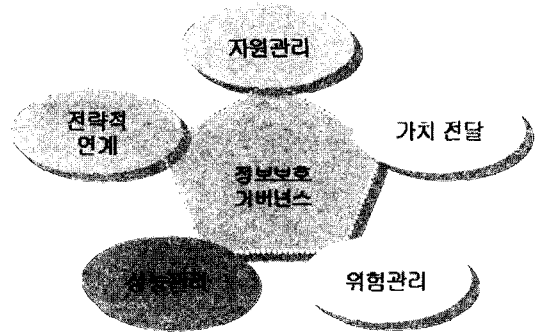 자원관리
전략적
연계
가치 전달
정보보호
거버넌스
성능관리
위험관리